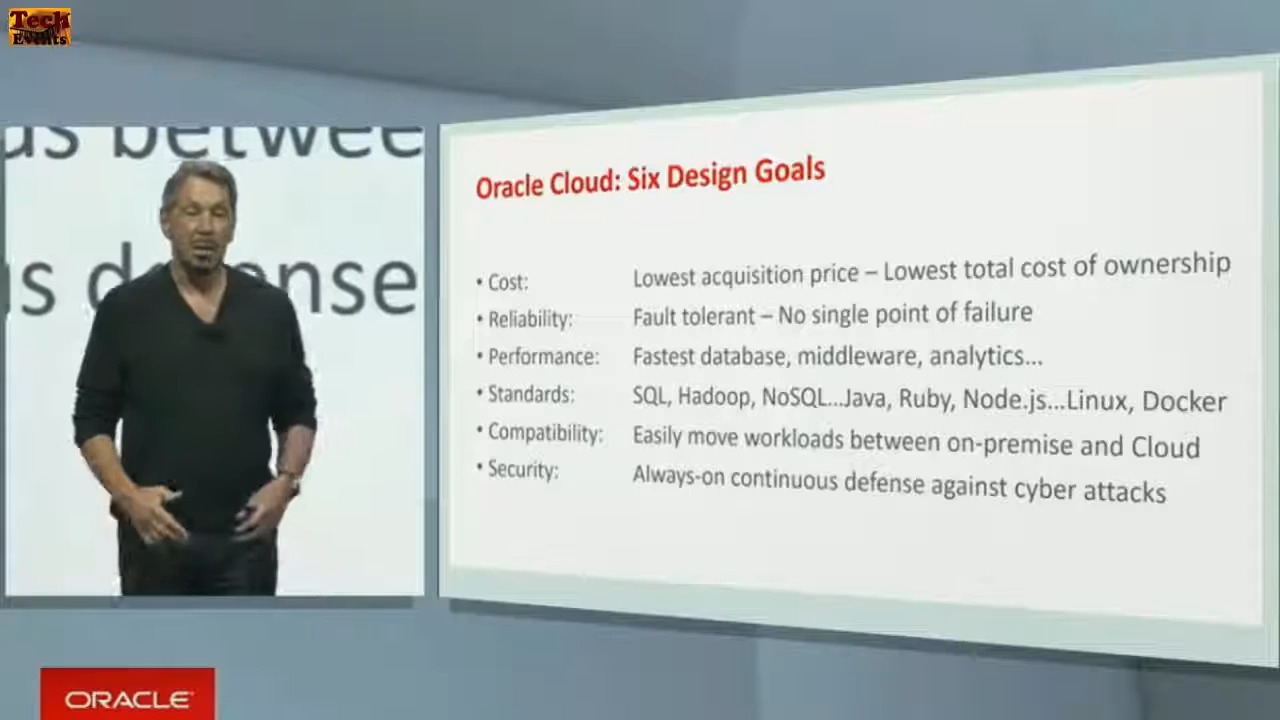 Tech
Events
us between
us defense
Oracle Cloud: Six Design Goals
• Cost: Lowest acquisition price – Lowest total cost of ownership
• Reliability: Fault tolerant – No single point of failure
• Performance: Fastest database, middleware, analytics...
• Standards: SQL, Hadoop, NoSQL...Java, Ruby, Node.js...Linux, Docker
• Compatibility: Easily move workloads between on-premise and Cloud
• Security: Always-on continuous defense against cyber attacks
ORACLE